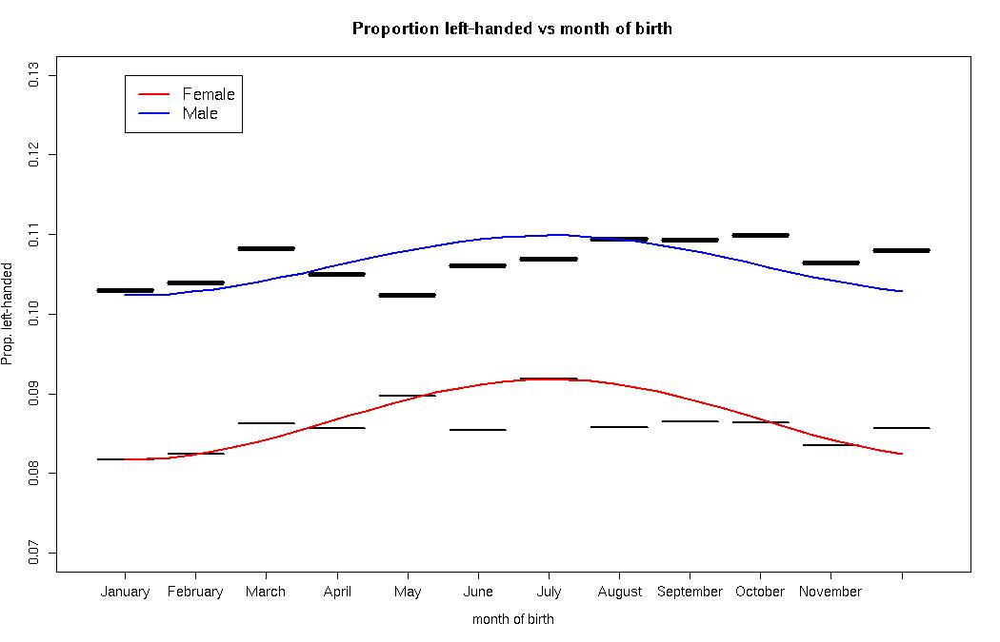 Proportion left-handed vs month of birth
Female
Male
0.13
0.12
0.11
0.10
0.09
0.08
0.07
Prop. left-handed
January February March April May June July August September October November
month of birth